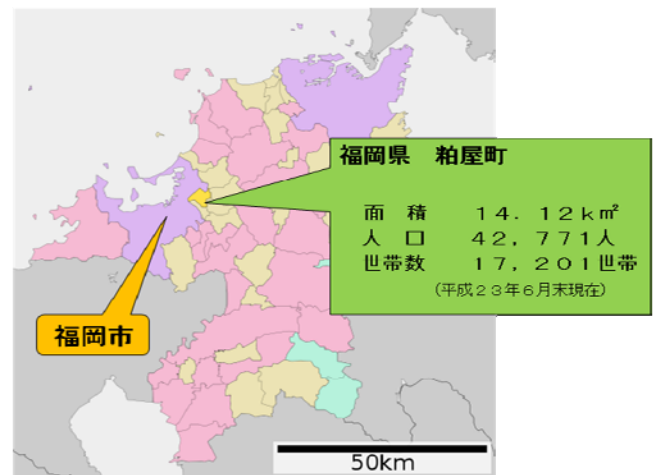 福岡県　粕屋町
面　積　　１４．１２ｋ㎡
人　口　　４２，７７１人
世帯数　　１７，２０１世帯
（平成２３年６月末現在）
福岡市
50km